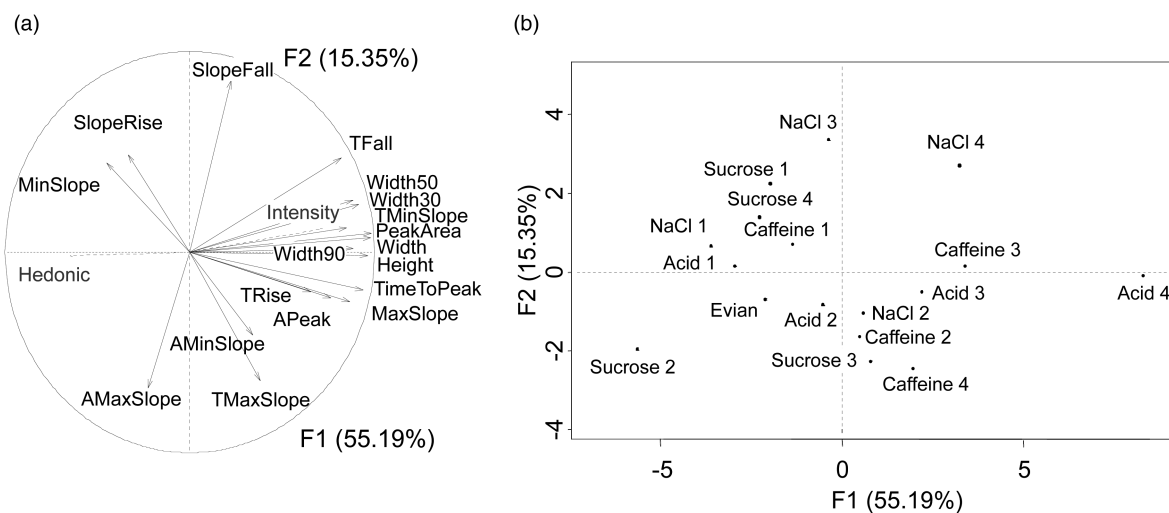 (a)
F2 (15.35%)
SlopeFall
SlopeRise
TFall
MinSlope
Width50
Width30
Intensity
TMinSlope
PeakArea
Width90
Width
Hedonic
Height
TRise
TimeToPeak
APeak
MaxSlope
AMinSlope
AMaxSlope
TMaxSlope
F1 (55.19%)
(b)
F2 (15.35%)
4
2
0
-2
-4
NaCl 3
NaCl 4
Sucrose 1
Sucrose 4
NaCl 1
Caffeine 1
Caffeine 3
Acid 1
Acid 3
Acid 4
Evian
Acid 2
NaCl 2
Caffeine 2
Sucrose 2
Sucrose 3
Caffeine 4
-5
0
5
F1 (55.19%)